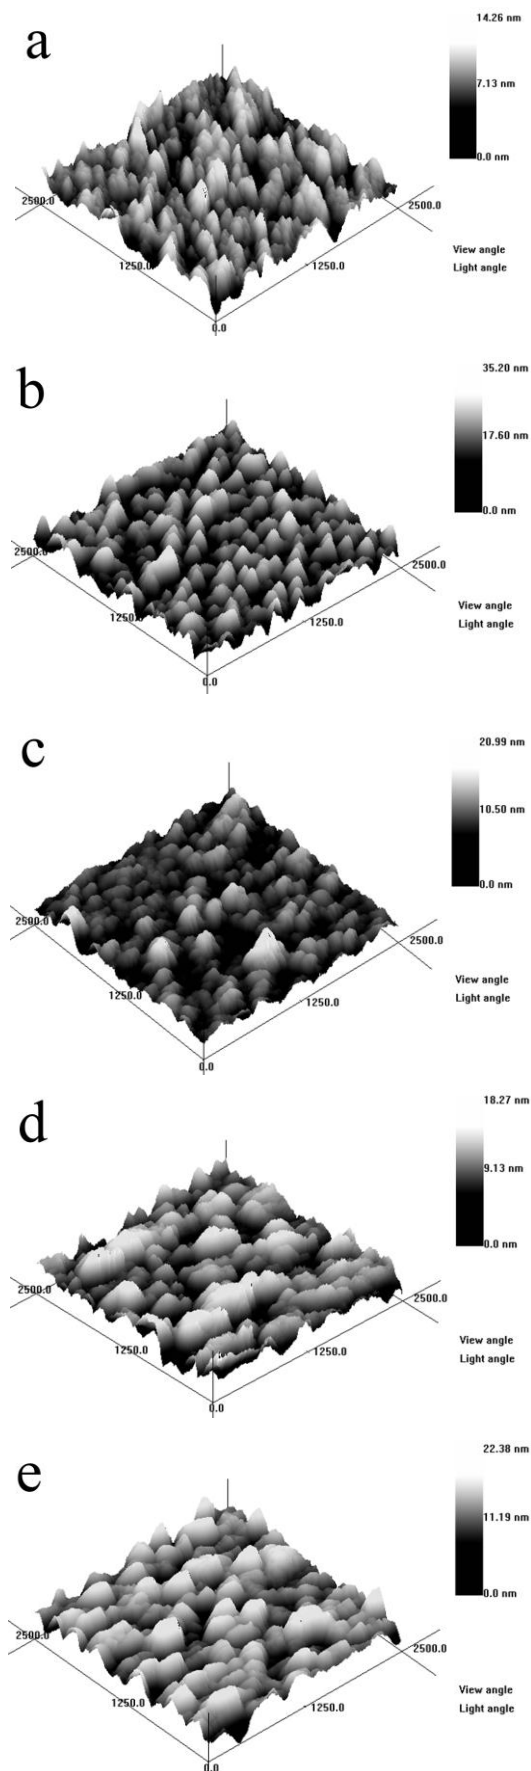 a
14.26 nm
7.13 nm
0.0 nm
2500.0
2500.0
1250.0
1250.0
0.0
View angle
Light angle
b
35.20 nm
17.60 nm
0.0 nm
2500.0
2500.0
1250.0
1250.0
0.0
View angle
Light angle
c
20.99 nm
10.50 nm
0.0 nm
2500.0
2500.0
1250.0
1250.0
0.0
View angle
Light angle
d
18.27 nm
9.13 nm
0.0 nm
2500.0
2500.0
1250.0
1250.0
0.0
View angle
Light angle
e
22.38 nm
11.19 nm
0.0 nm
2500.0
2500.0
1250.0
1250.0
0.0
View angle
Light angle